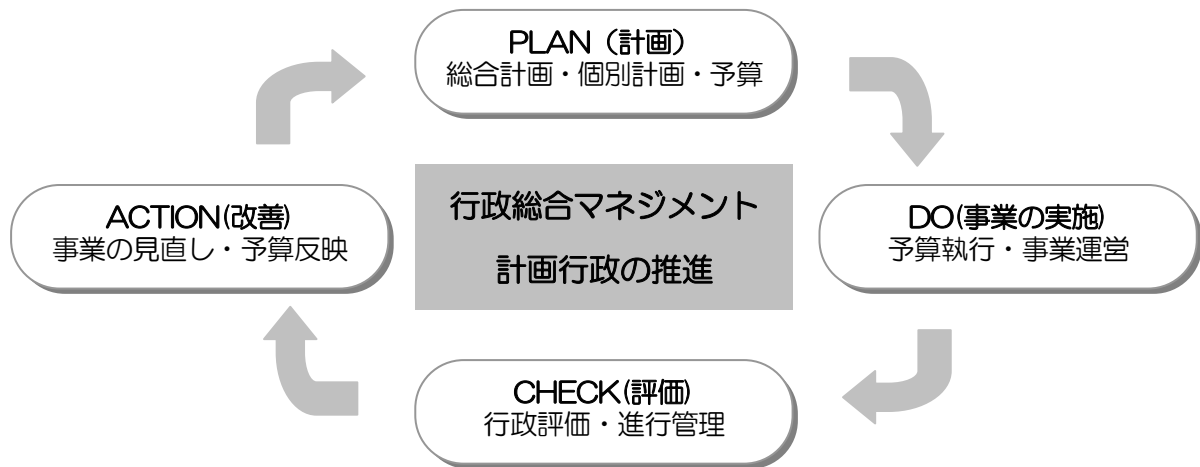 PLAN（計画）
総合計画・個別計画・予算
ACTION(改善)
事業の見直し・予算反映
行政総合マネジメント
計画行政の推進
DO(事業の実施)
予算執行・事業運営
CHECK(評価)
行政評価・進行管理